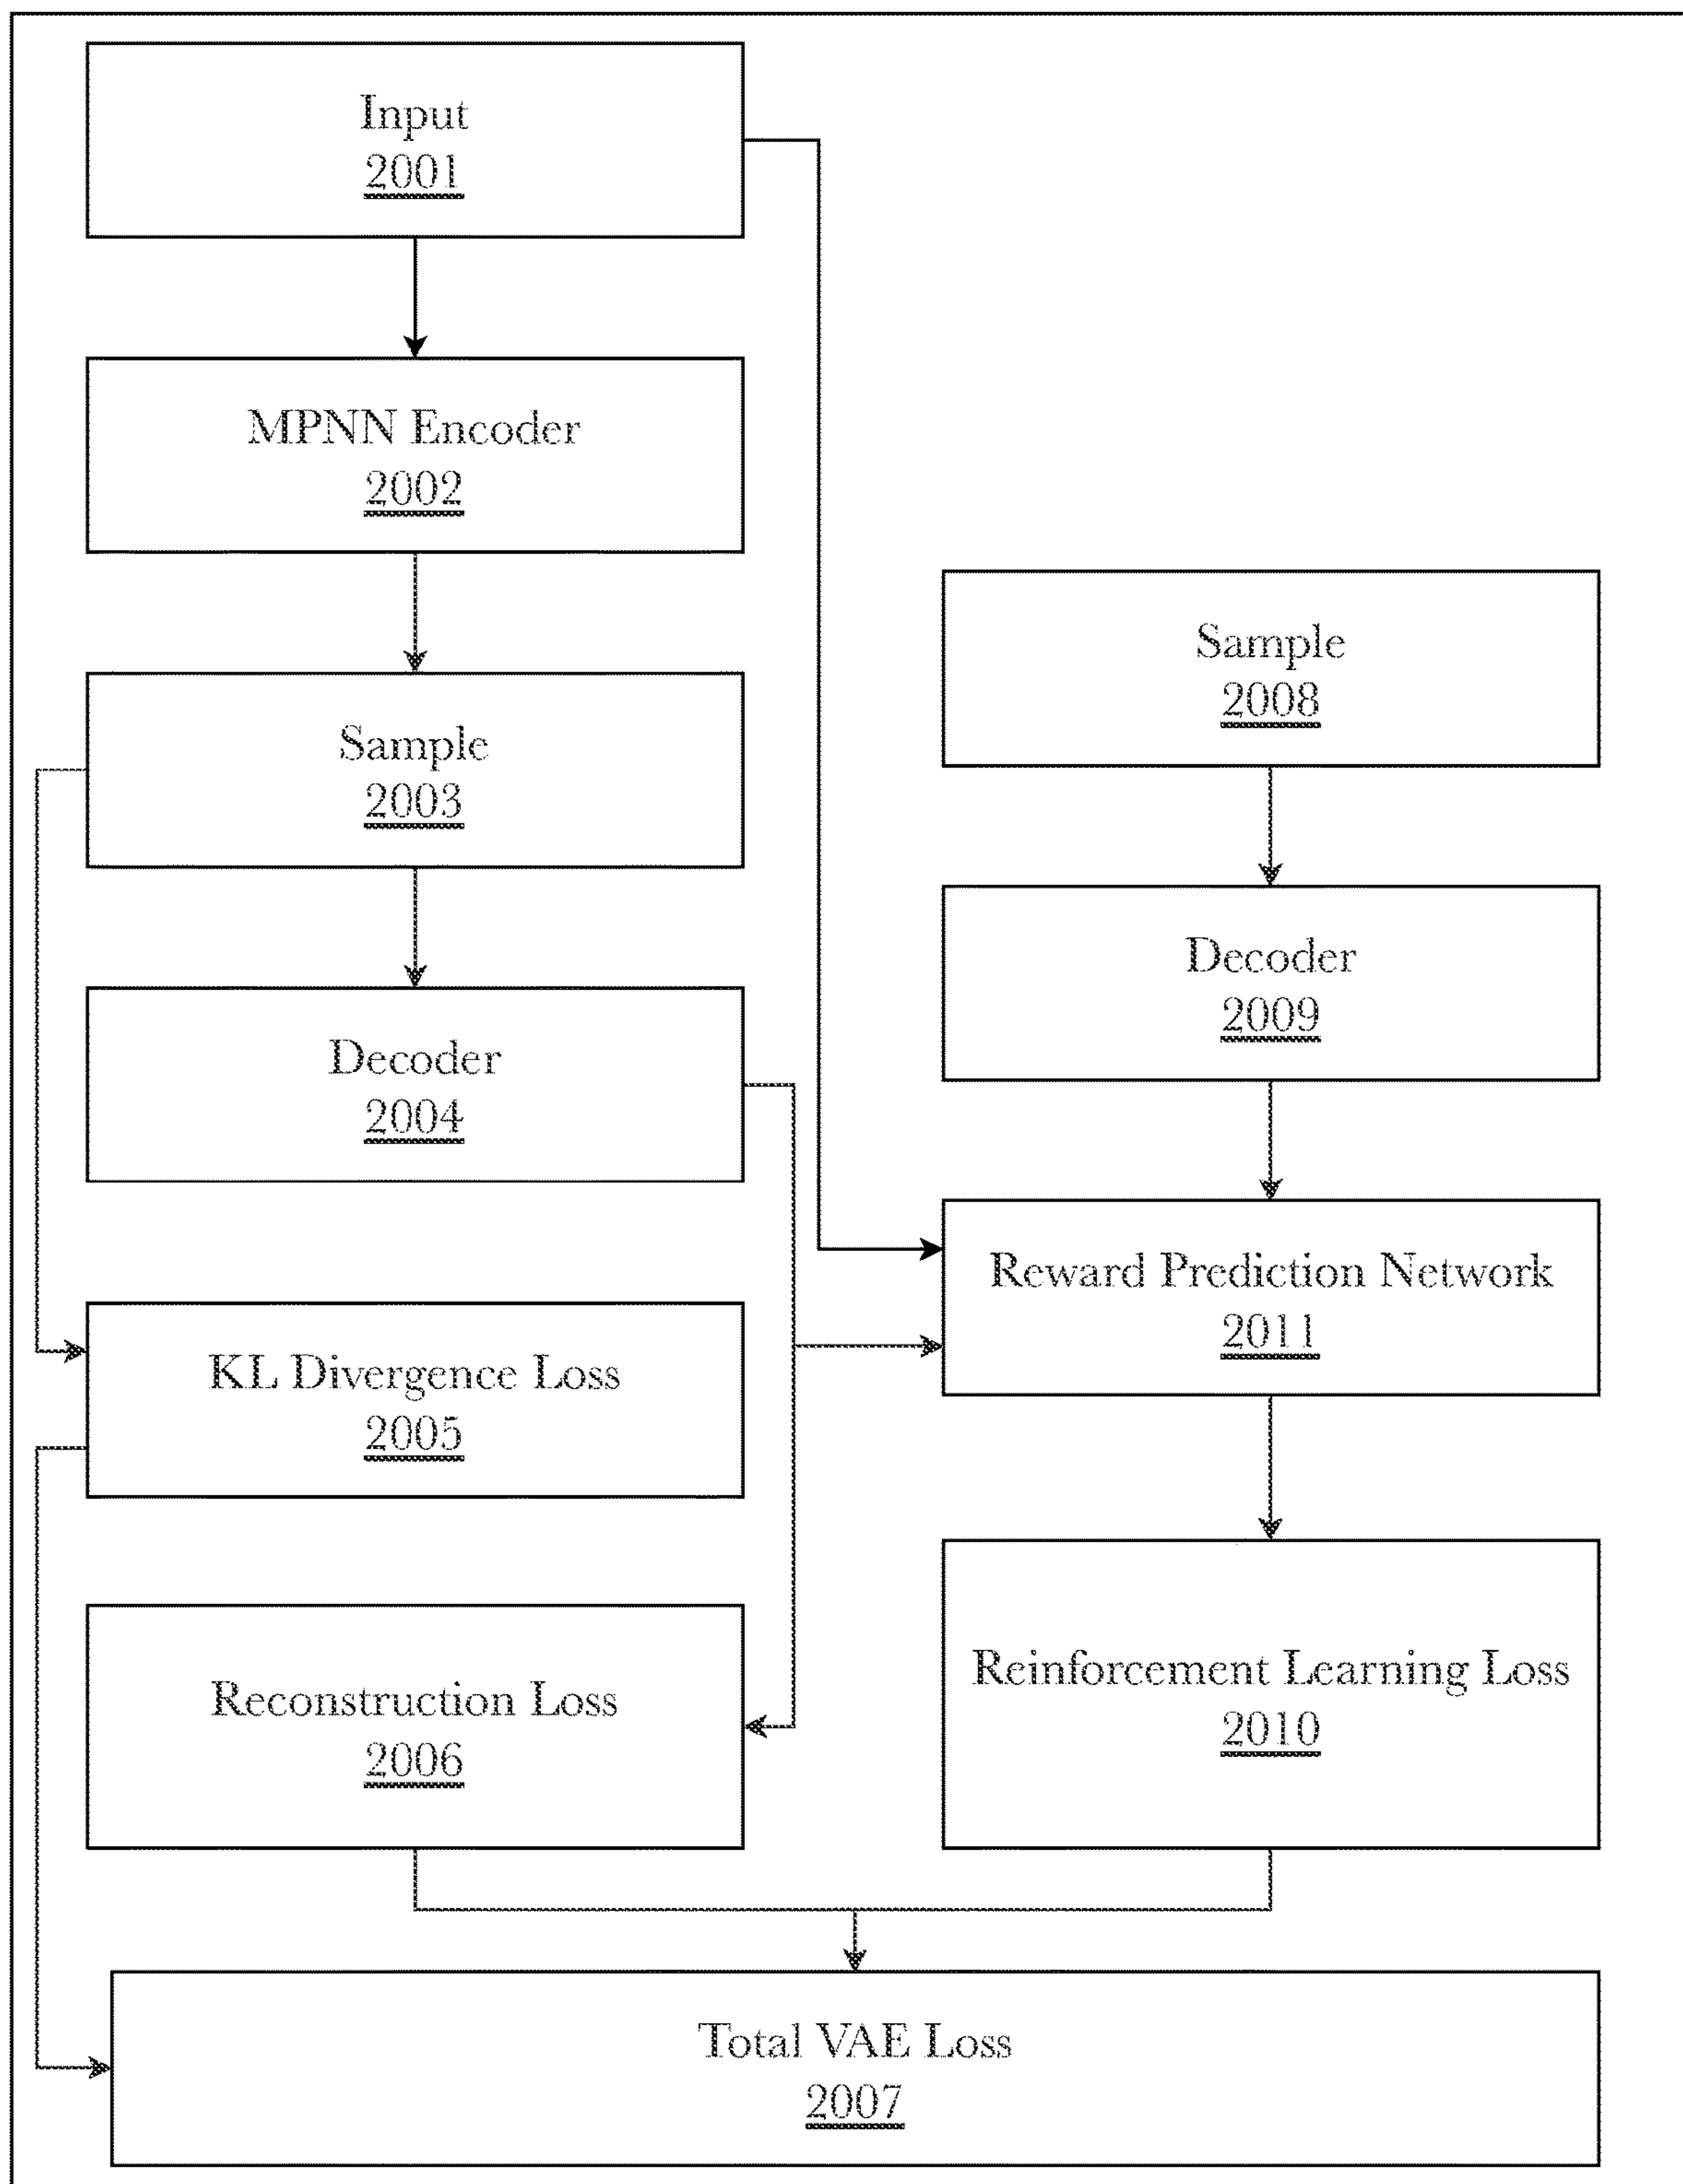 Input
2001
MPNN Encoder
2002
Sample
2003
Decoder
2004
KL Divergence Loss
2005
Reconstruction Loss
2006
Sample
2008
Decoder
2009
Reward Prediction Network
2011
Reinforcement Learning Loss
2010
Total VAE Loss
2007